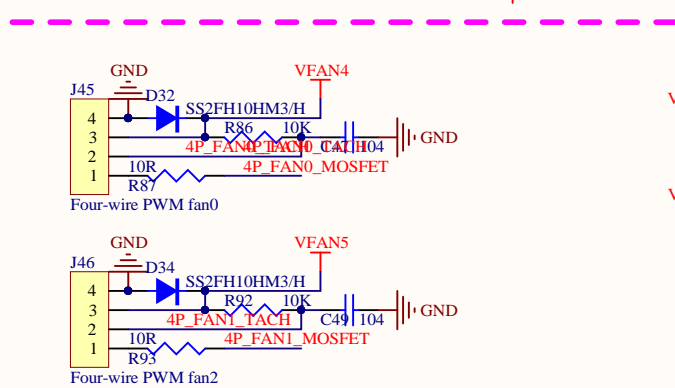 GND
VFAN4
J45
D32
SS2FH10HM3/H
4
3
R86
10K
C47
104
GND
2
4P_FAN0_TACH
4P_FAN0_TACH
10R
4P_FAN0_MOSFET
1
R87
Four-wire PWM fan0
GND
VFAN5
J46
D34
SS2FH10HM3/H
4
3
R92
10K
C49
104
GND
2
4P_FAN1_TACH
10R
4P_FAN1_MOSFET
1
R93
Four-wire PWM fan2